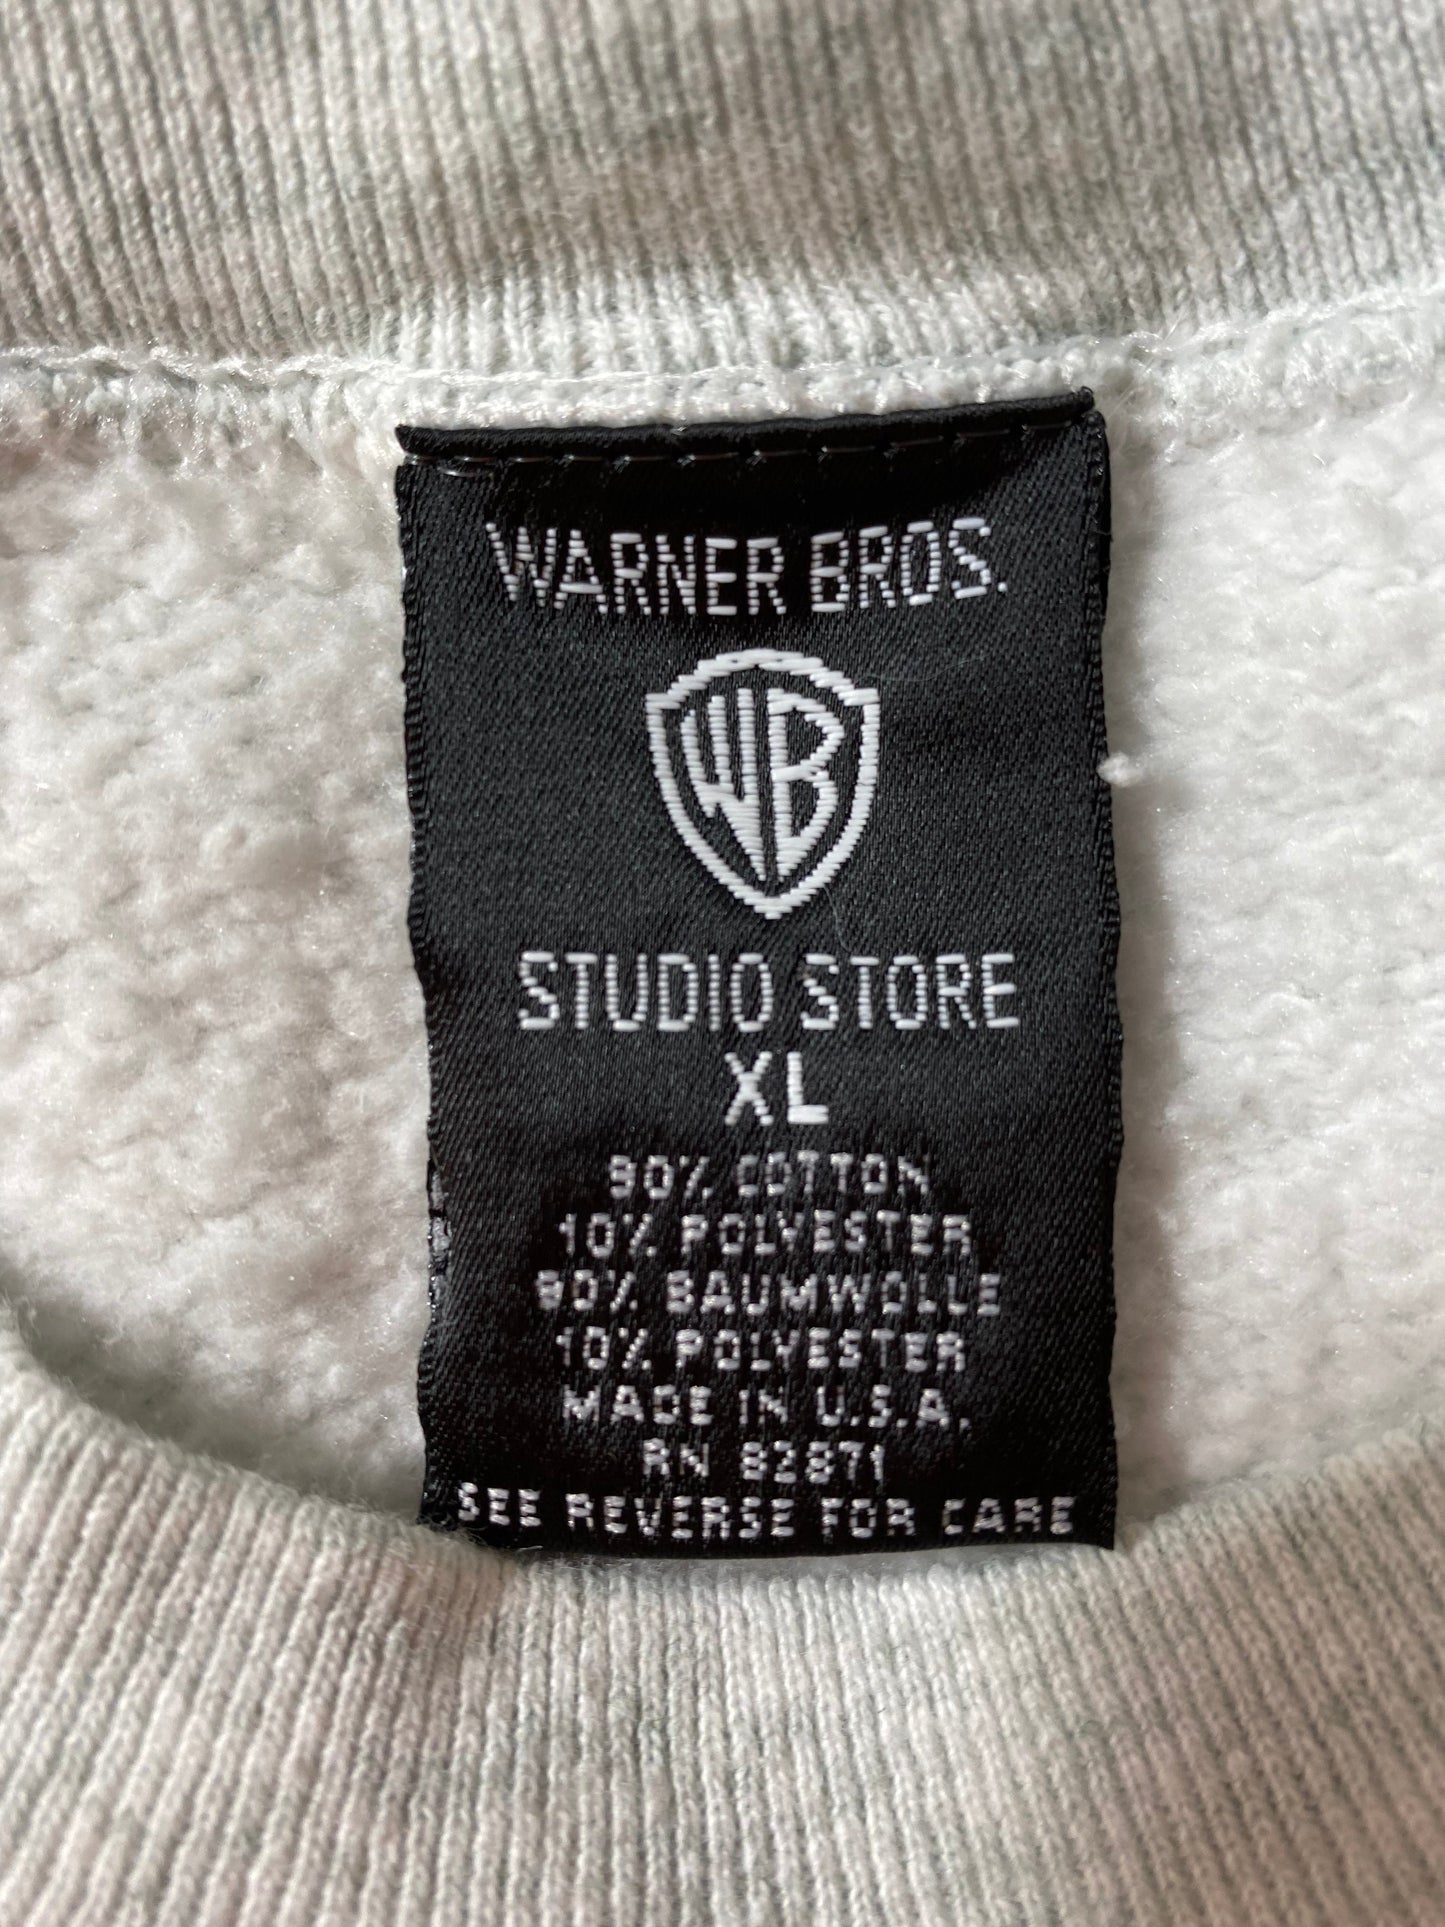 WARNER BROS.
WB
STUDIO STORE
XL
90% COTTON
10% POLYESTER
90% BAUMWOLLE
10% POLYESTER
MADE IN U.S.A.
RN 82871
SEE REVERSE FOR CARE